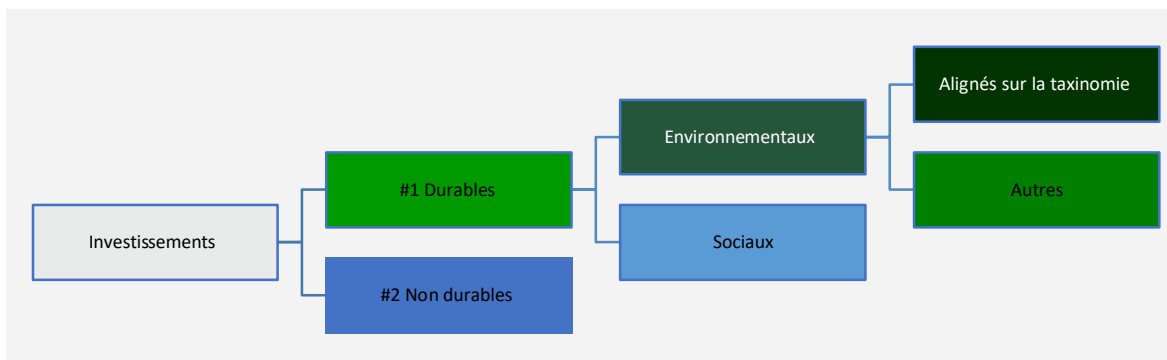 Investissements
#1 Durables
#2 Non durables
Environnementaux
Sociaux
Alignés sur la taxinomie
Autres